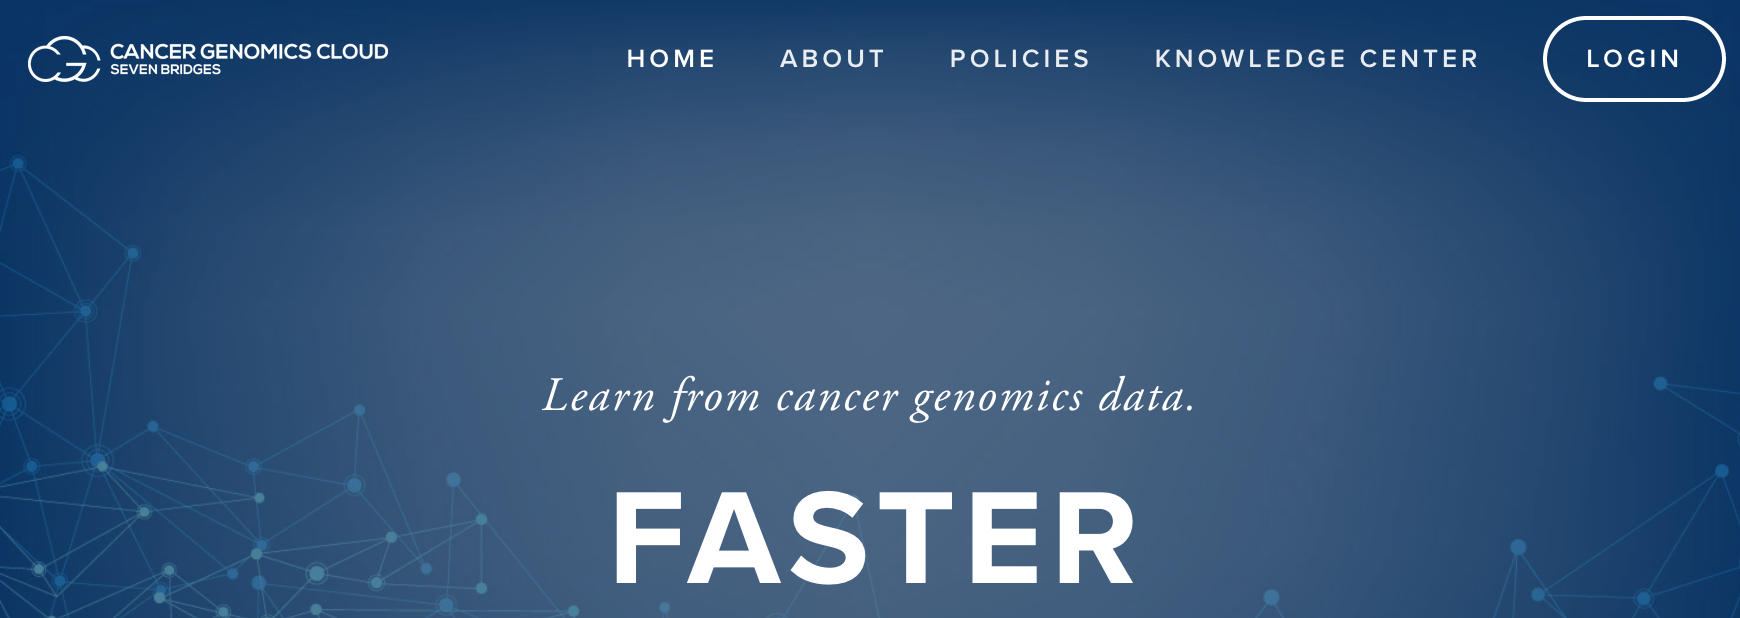 CANCER GENOMICS CLOUD
SEVEN BRIDGES
HOME ABOUT POLICIES KNOWLEDGE CENTER LOGIN
Learn from cancer genomics data.
FASTER